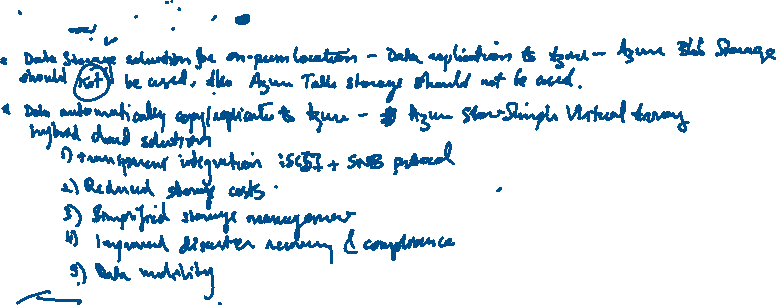 Data Storage solution for on-prem location - Data replication to Azure - Azure Blob Storage
should not be used. Also Azure Table storage should not be used.
Data automatically copy/replicate to Azure - Azure StorSimple Virtual Array
hybrid cloud solution
1) transparent integration iSCSI + SMB protocol
2) Reduced storage costs.
3) Simplified storage management
4) Improved disaster recovery & compliance
5) Data mobility